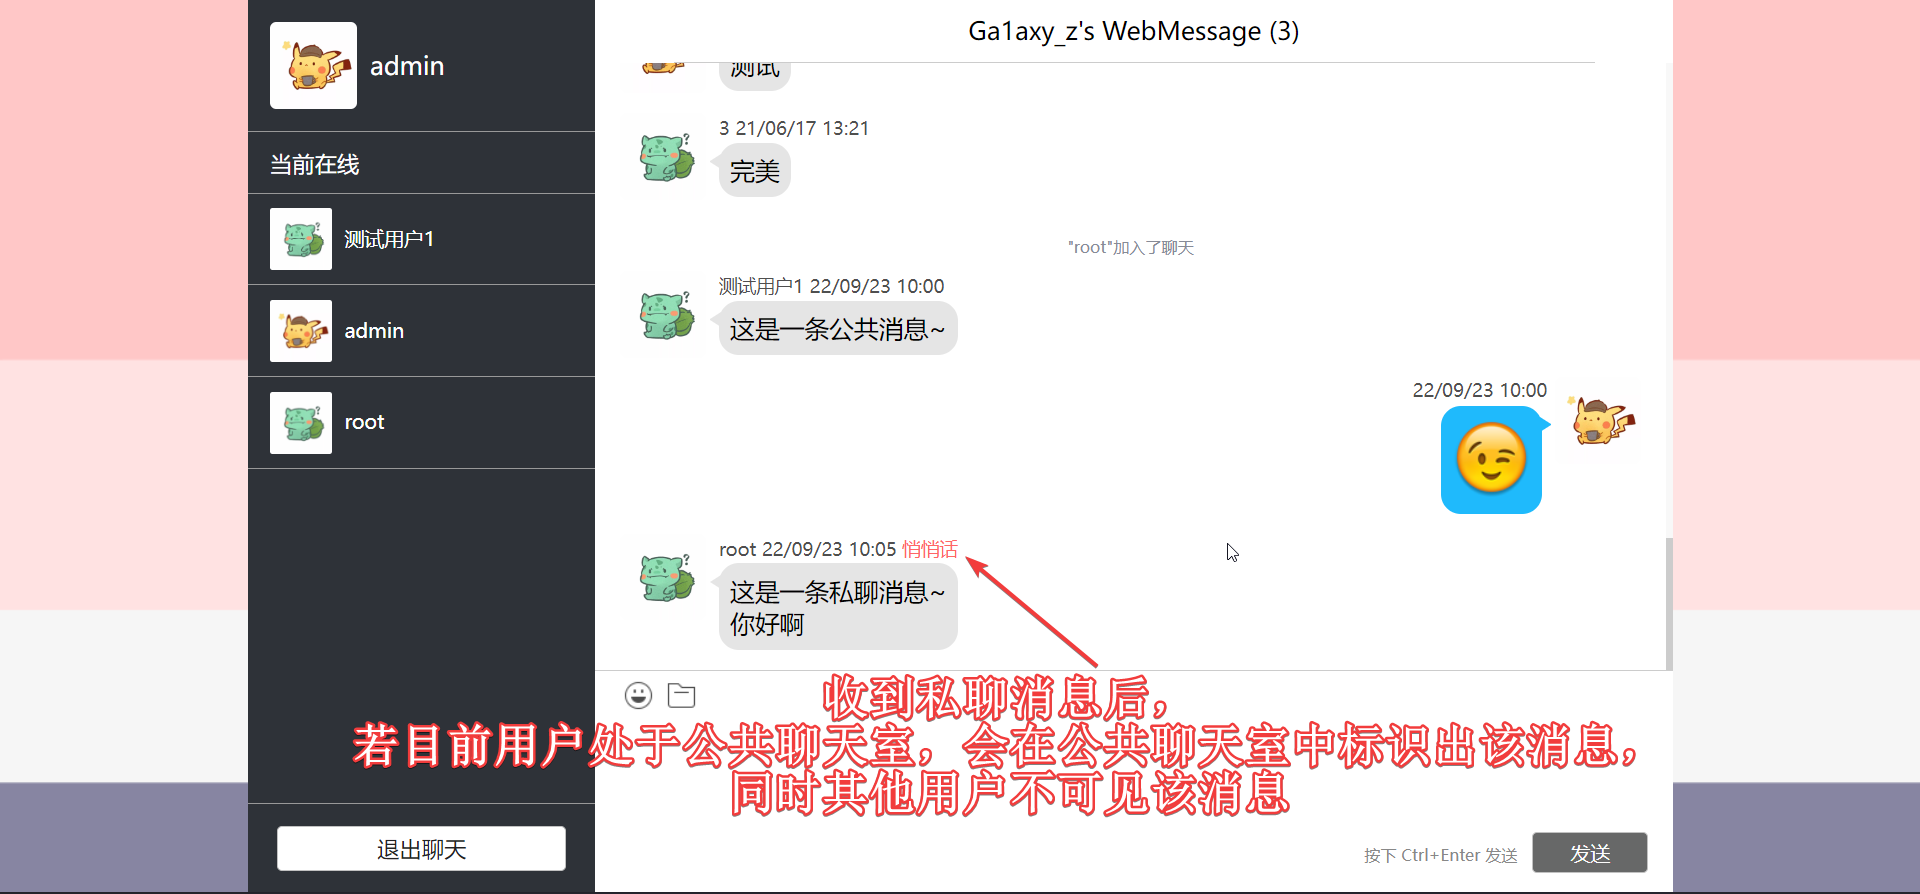 admin
当前在线
测试用户1
admin
root
退出聊天
Ga1axy_z's WebMessage (3)
测试
3 21/06/17 13:21
完美
"root"加入了聊天
测试用户1 22/09/23 10:00
这是一条公共消息~
22/09/23 10:00
root 22/09/23 10:05 悄悄话
这是一条私聊消息~
你好啊
收到私聊消息后，
若目前用户处于公共聊天室，会在公共聊天室中标识出该消息，
同时其他用户不可见该消息
按下 Ctrl+Enter 发送
发送